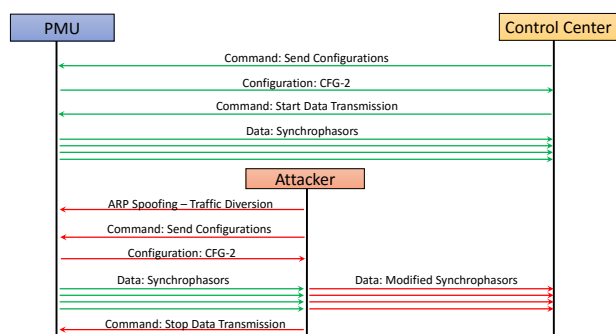 PMU
Control Center
Command: Send Configurations
Configuration: CFG-2
Command: Start Data Transmission
Data: Synchrophasors
Attacker
ARP Spoofing – Traffic Diversion
Command: Send Configurations
Configuration: CFG-2
Data: Synchrophasors
Data: Modified Synchrophasors
Command: Stop Data Transmission